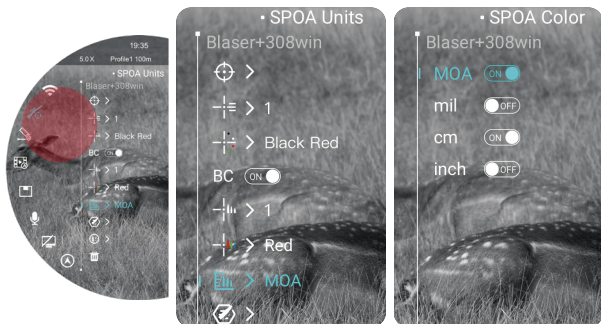 19:35
5.0 X Profile1 100m
• SPOA Units
Blaser+308win
1
Black Red
BC ON
1
Red
MOA
• SPOA Units
Blaser+308win
1
Black Red
BC ON
1
Red
MOA
• SPOA Color
Blaser+308win
MOA ON
mil OFF
cm ON
inch OFF